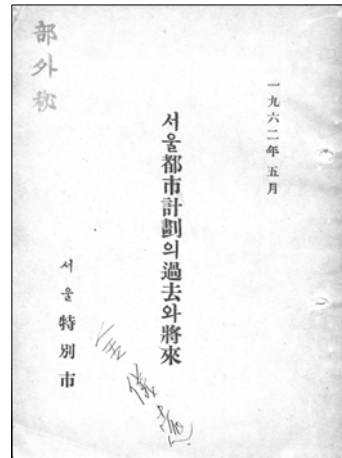 部外秘
一九六二年 五月
서울都市計劃의 過去와 將來
서울 特別市